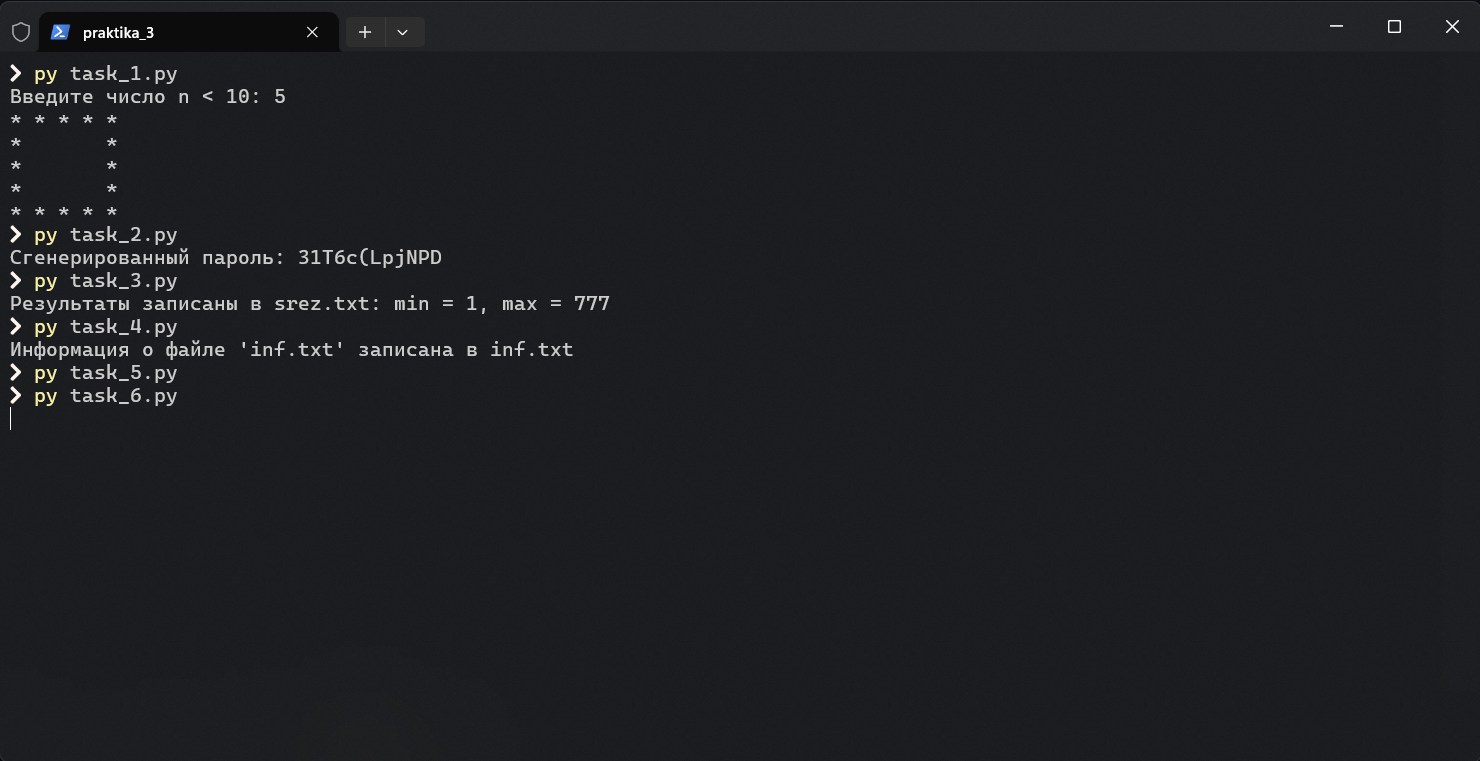 praktika_3
❯ py task_1.py
Введите число n < 10: 5
* * * * *
*       *
*       *
*       *
* * * * *
❯ py task_2.py
Сгенерированный пароль: 31T6c(LpjNPD
❯ py task_3.py
Результаты записаны в srez.txt: min = 1, max = 777
❯ py task_4.py
Информация о файле 'inf.txt' записана в inf.txt
❯ py task_5.py
❯ py task_6.py